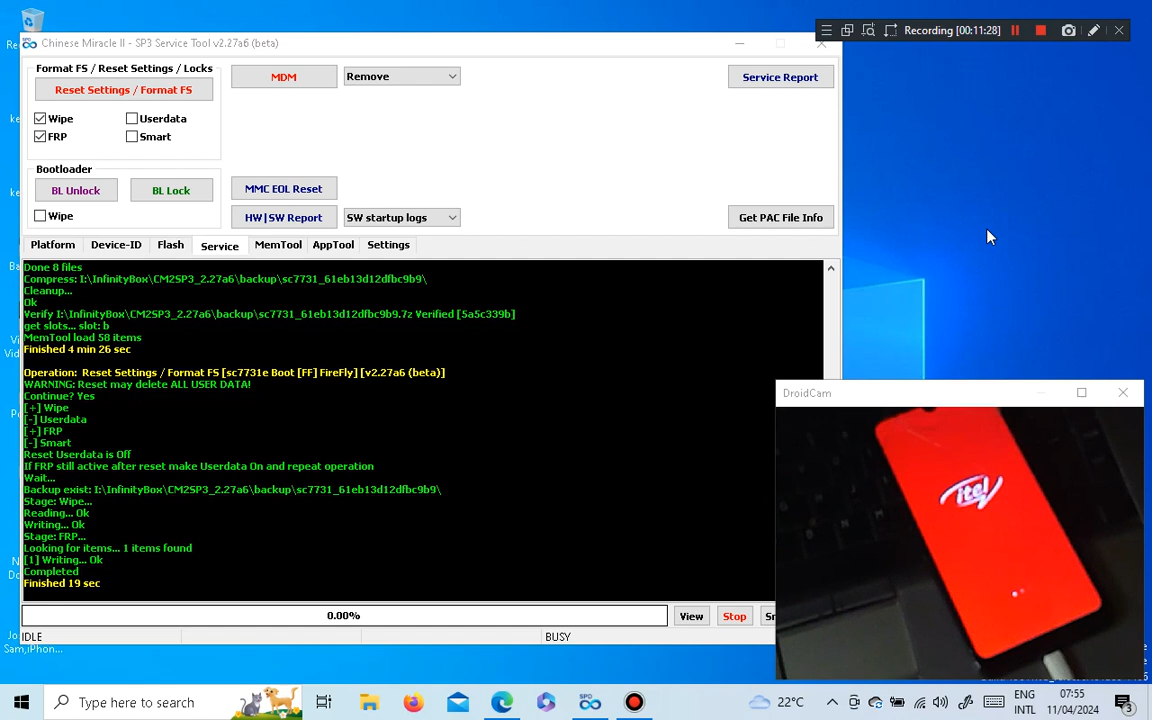 Recording [00:11:28]
Re
Chinese Miracle II - SP3 Service Tool v2.27a6 (beta)
Format FS / Reset Settings / Locks
Reset Settings / Format FS
MDM
Remove
Service Report
Wipe
Userdata
FRP
Smart
Bootloader
BL Unlock
BL Lock
MMC EOL Reset
Wipe
HW|SW Report
SW startup logs
Get PAC File Info
Platform
Device-ID
Flash
Service
MemTool
AppTool
Settings
Done 8 files
Compress: I:\InfinityBox\CM2SP3_2.27a6\backup\sc7731_61eb13d12dfbc9b9\
Cleanup...
Ok
Verify I:\InfinityBox\CM2SP3_2.27a6\backup\sc7731_61eb13d12dfbc9b9.7z Verified [5a5c339b]
get slots... slot: b
MemTool load 58 items
Finished 4 min 26 sec
Operation: Reset Settings / Format FS [sc7731e Boot [FF] FireFly] [v2.27a6 (beta)]
WARNING: Reset may delete ALL USER DATA!
Continue? Yes
[+] Wipe
[-] Userdata
[+] FRP
[-] Smart
Reset Userdata is Off
If FRP still active after reset make Userdata On and repeat operation
Wait...
Backup exist: I:\InfinityBox\CM2SP3_2.27a6\backup\sc7731_61eb13d12dfbc9b9\
Stage: Wipe...
Reading... Ok
Writing... Ok
Stage: FRP...
Looking for items... 1 items found
[1] Writing... Ok
Completed
Finished 19 sec
0.00%
View
Stop
IDLE
BUSY
Sam,iPhon...
DroidCam
itel
Type here to search
SPD
22°C
ENG
INTL
07:55
11/04/2024
3